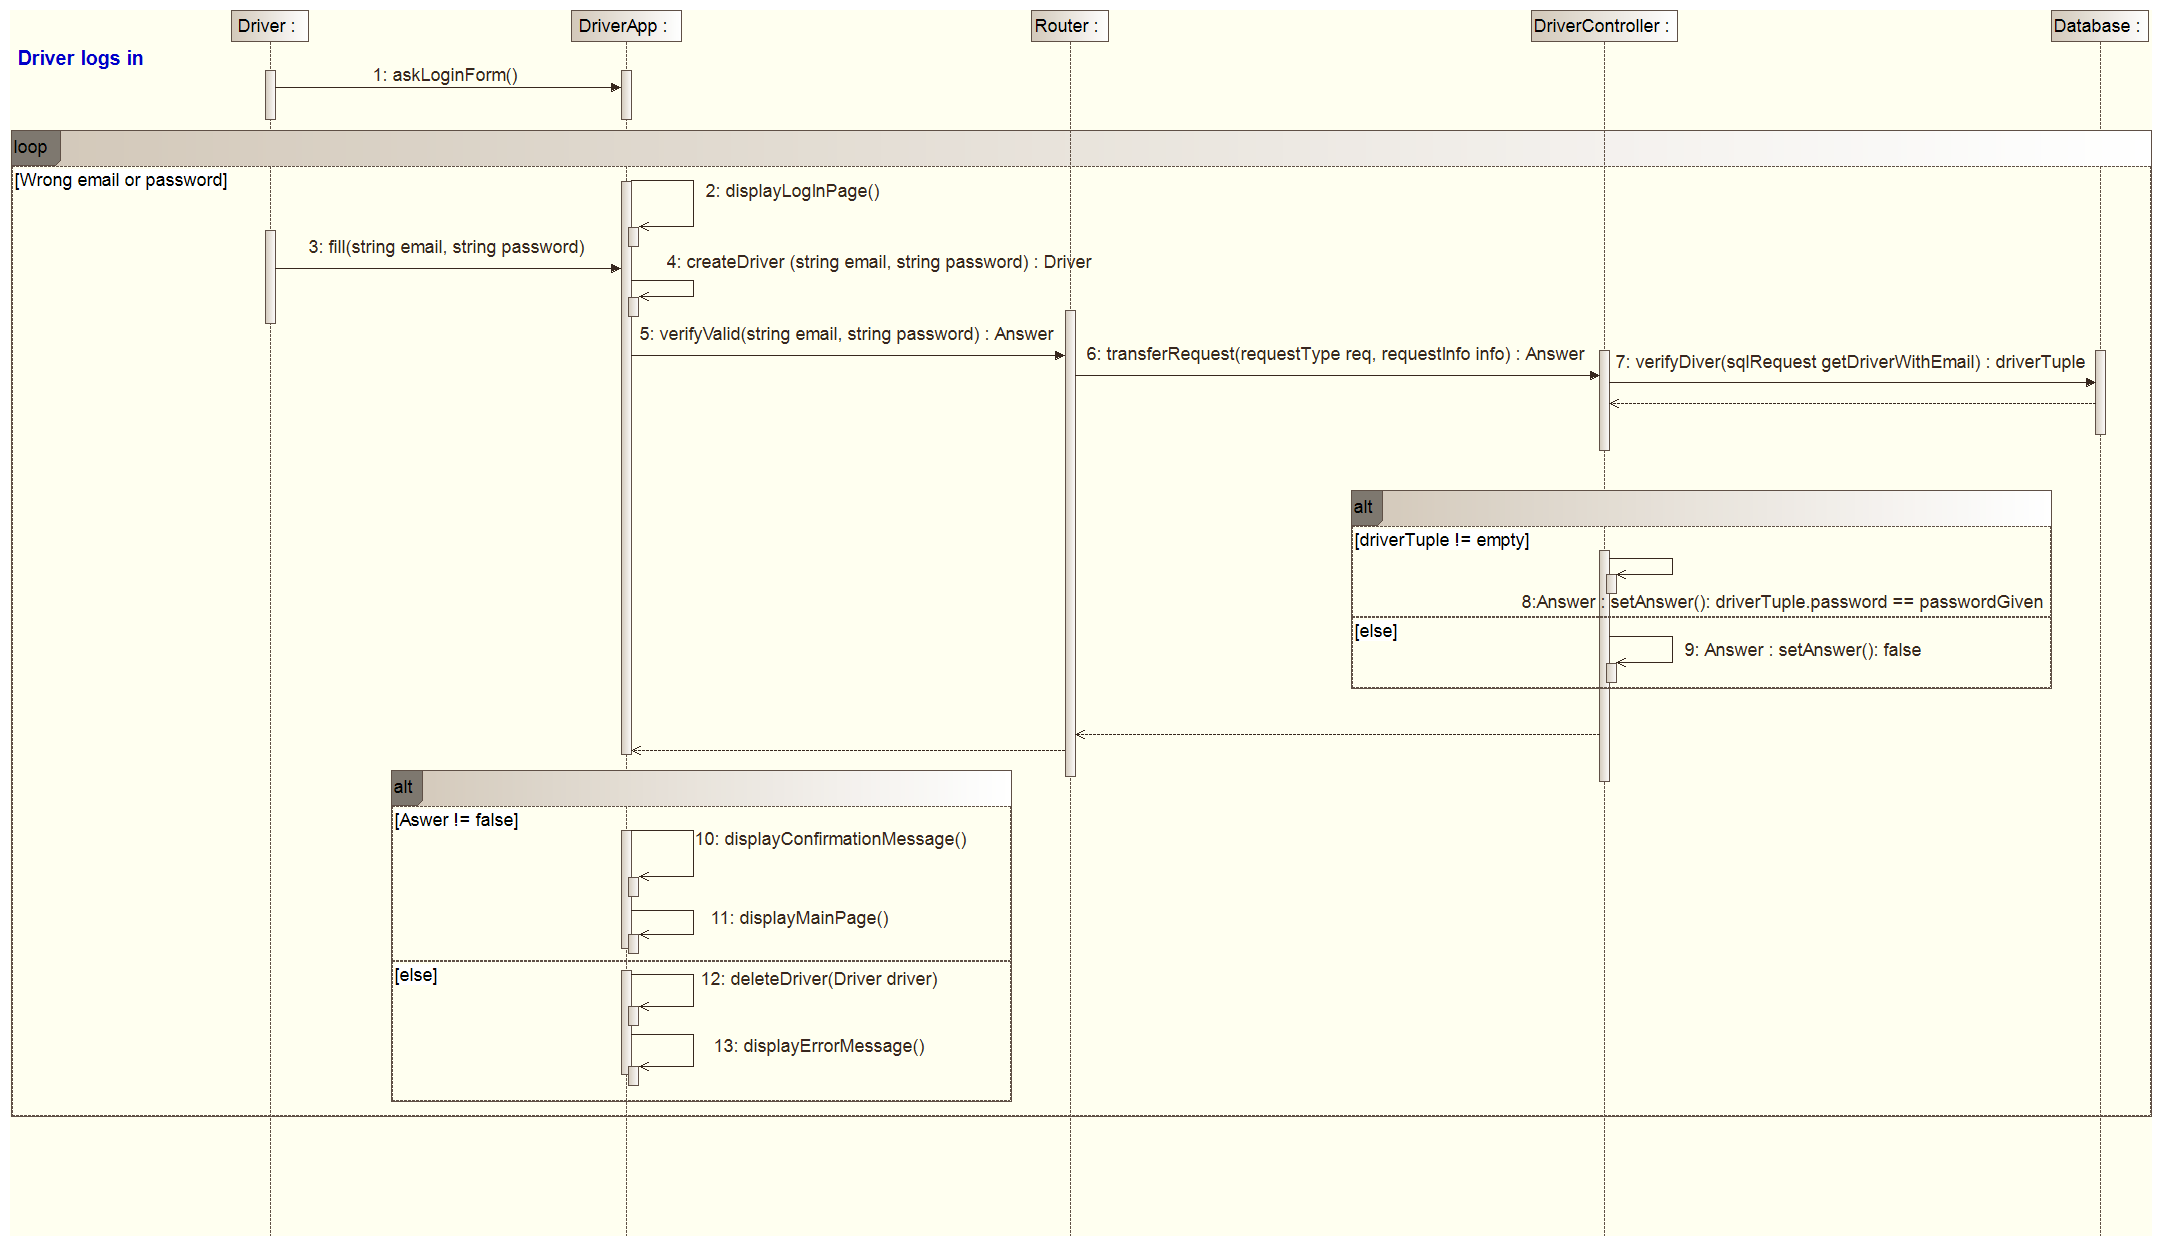 Driver :
DriverApp :
Router :
DriverController :
Database :
Driver logs in
1: askLoginForm()
loop
[Wrong email or password]
2: displayLogInPage()
3: fill(string email, string password)
4: createDriver (string email, string password) : Driver
5: verifyValid(string email, string password) : Answer
6: transferRequest(requestType req, requestInfo info) : Answer
7: verifyDiver(sqlRequest getDriverWithEmail) : driverTuple
alt
[driverTuple != empty]
8:Answer : setAnswer(): driverTuple.password == passwordGiven
[else]
9: Answer : setAnswer(): false
alt
[Aswer != false]
10: displayConfirmationMessage()
11: displayMainPage()
[else]
12: deleteDriver(Driver driver)
13: displayErrorMessage()